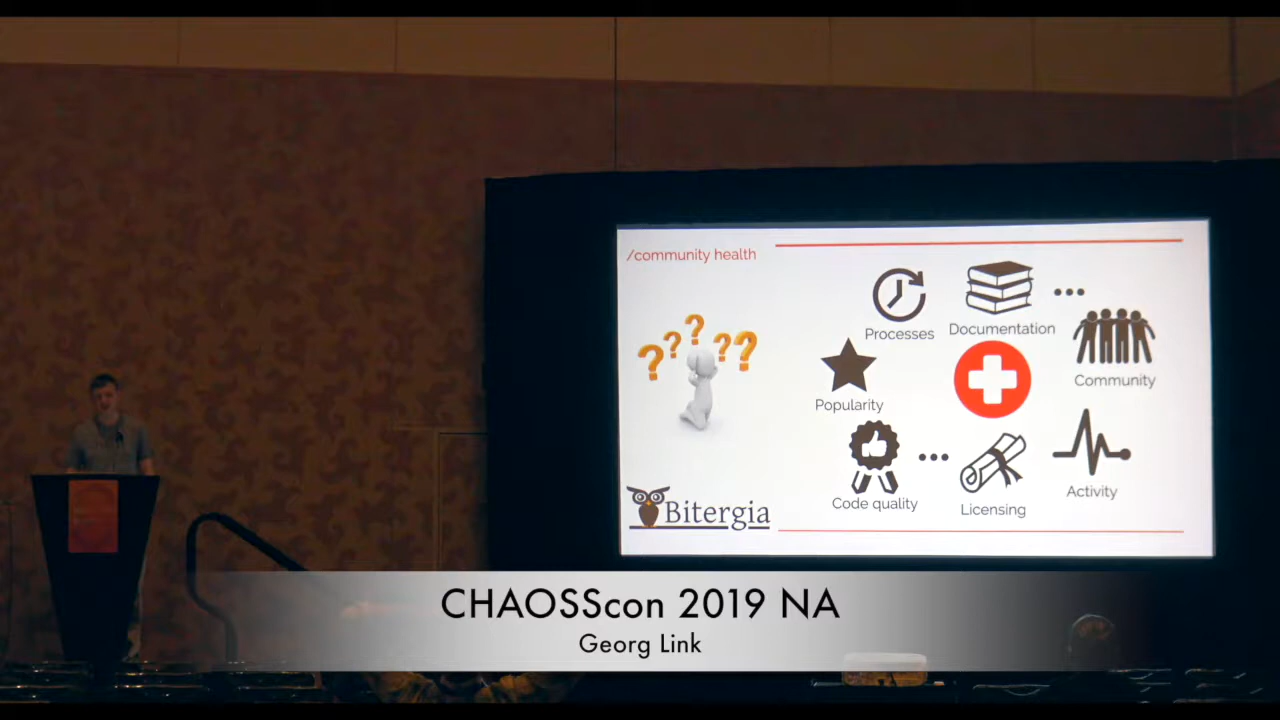 /community health
Processes
Documentation
Popularity
Community
Code quality
Licensing
Activity
Bitergia
CHAOSScon 2019 NA
Georg Link